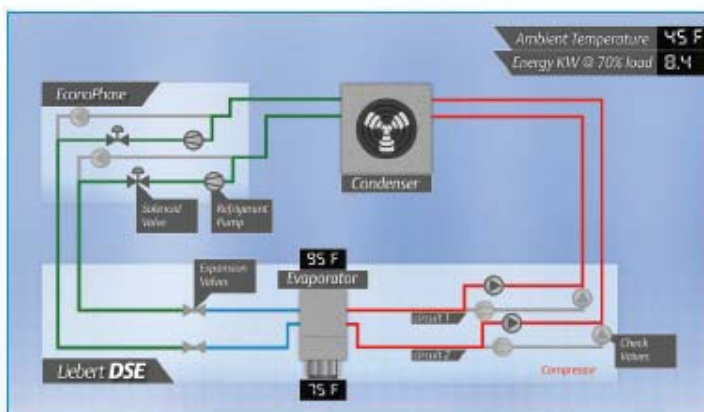 Ambient Temperature 45 F
Energy KW @ 70% load 8.4
EconoPhase
Condenser
Solenoid
Valve
Refrigerant
Pump
Expansion
Valves
95 F
Evaporator
circuit 1
circuit 2
Check
Valves
Compressor
Liebert DSE
75 F